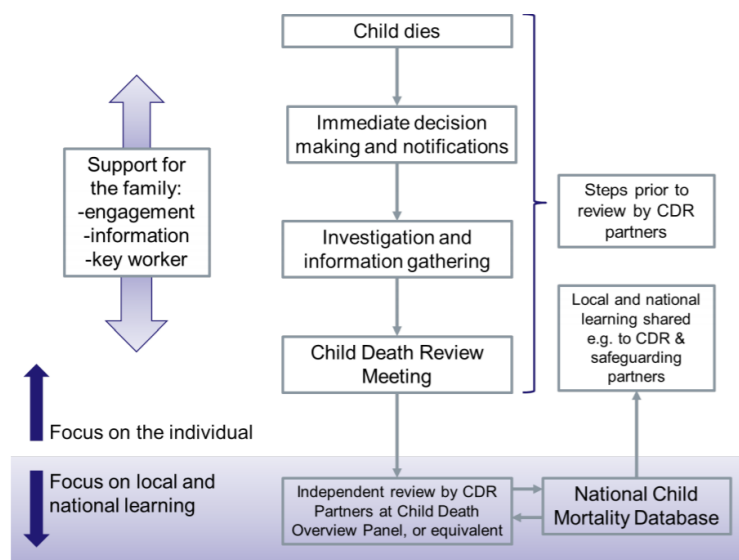 Child dies
Immediate decision
making and notifications
Support for
the family:
-engagement
-information
-key worker
Steps prior to
review by CDR
partners
Investigation and
information gathering
Local and national
learning shared
e.g. to CDR &
safeguarding
partners
Child Death Review
Meeting
Focus on the individual
Focus on local and
national learning
Independent review by CDR
Partners at Child Death
Overview Panel, or equivalent
National Child
Mortality Database